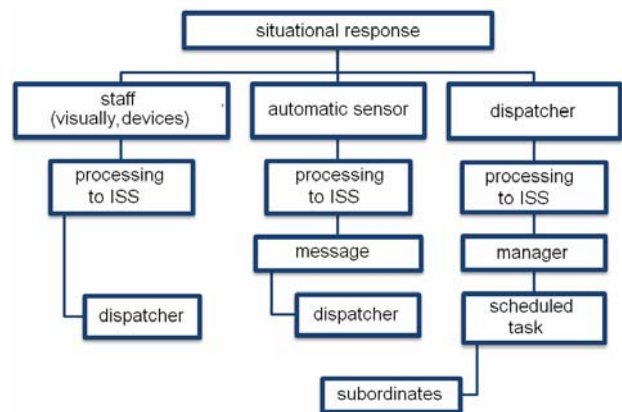 situational response
staff
(visually, devices)
automatic sensor
dispatcher
processing
to ISS
processing
to ISS
processing
to ISS
message
manager
dispatcher
dispatcher
scheduled
task
subordinates